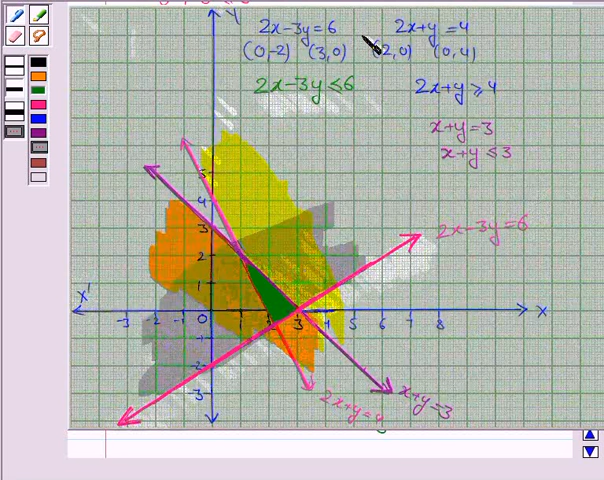 Y
2x-3y=6 2x+y=4
(0,-2) (3,0) (2,0) (0,4)
2x-3y≤6 2x+y≥4
x+y=3
x+y≤3
5
4
3
2
1
2x-3y=6
X' -3 -1 0 1 2 3 4 5 6 7 8 X
-1
-2
-3
2x+y=4
x+y=3